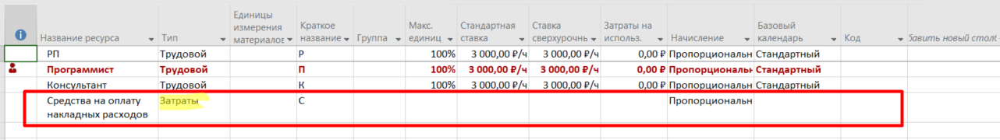 Название ресурса Тип Единицы измерения материалов Краткое название Группа Макс. единиц Стандартная ставка Ставка сверхурочнь Затраты на использ. Начисление Базовый календарь Код бавить новый столб
РП Трудовой Р 100% 3 000,00 ₽/ч 3 000,00 ₽/ч 0,00 ₽ Пропорциональн Стандартный
Программист Трудовой П 100% 3 000,00 ₽/ч 3 000,00 ₽/ч 0,00 ₽ Пропорциональн Стандартный
Консультант Трудовой К 100% 3 000,00 ₽/ч 3 000,00 ₽/ч 0,00 ₽ Пропорциональн Стандартный
Средства на оплату Затраты С Пропорциональн
накладных расходов